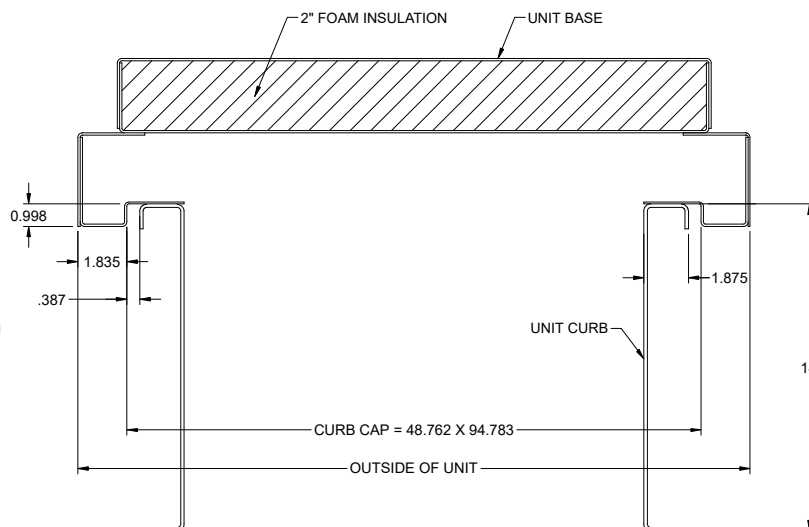 2" FOAM INSULATION
UNIT BASE
0.998
1.835
1.875
.387
UNIT CURB
CURB CAP = 48.762 X 94.783
OUTSIDE OF UNIT